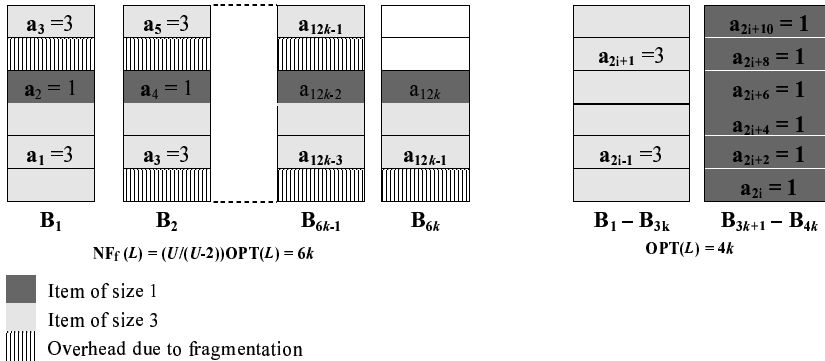 a3 =3 a5 =3 a12k-1 a2i+10 = 1
a2i+1 =3 a2i+8 = 1
a2 = 1 a4 = 1 a12k-2 a12k a2i+6 = 1
a2i+4 = 1
a1 =3 a3 =3 a12k-3 a12k-1 a2i-1 =3 a2i+2 = 1
a2i = 1
B1 B2 B6k-1 B6k B1 – B3k B3k+1 – B4k
NFf (L) = (U/(U-2))OPT(L) = 6k OPT(L) = 4k
Item of size 1
Item of size 3
Overhead due to fragmentation